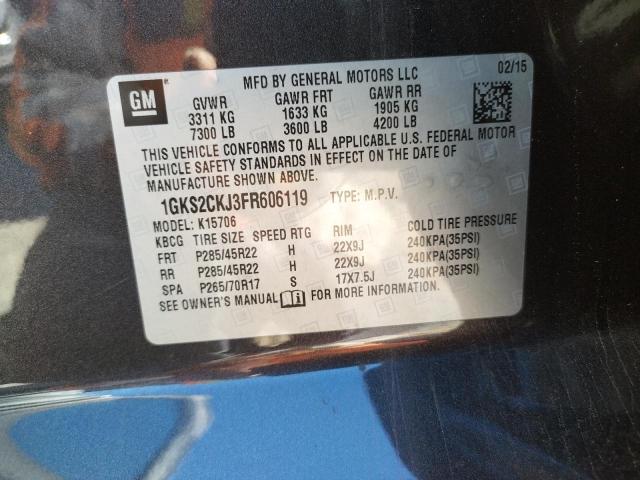 GM
MFD BY GENERAL MOTORS LLC 02/15
GVWR GAWR FRT GAWR RR
3311 KG 1633 KG 1905 KG
7300 LB 3600 LB 4200 LB
THIS VEHICLE CONFORMS TO ALL APPLICABLE U.S. FEDERAL MOTOR
VEHICLE SAFETY STANDARDS IN EFFECT ON THE DATE OF
MANUFACTURE SHOWN ABOVE.
1GKS2CKJ3FR606119 TYPE: M.P.V.
MODEL: K15706
KBCG TIRE SIZE SPEED RTG RIM COLD TIRE PRESSURE
FRT P285/45R22 H 22X9J 240KPA(35PSI)
RR P285/45R22 H 22X9J 240KPA(35PSI)
SPA P265/70R17 S 17X7.5J 240KPA(35PSI)
SEE OWNER'S MANUAL FOR MORE INFORMATION.